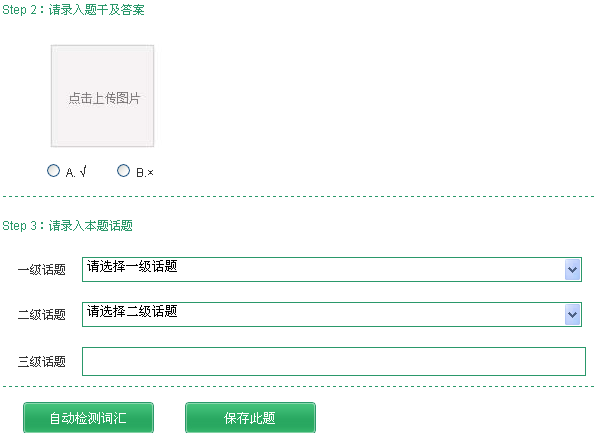 Step 2：请录入题干及答案
点击上传图片
A. √ B.×
Step 3：请录入本题话题
一级话题 请选择一级话题
二级话题 请选择二级话题
三级话题
自动检测词汇 保存此题